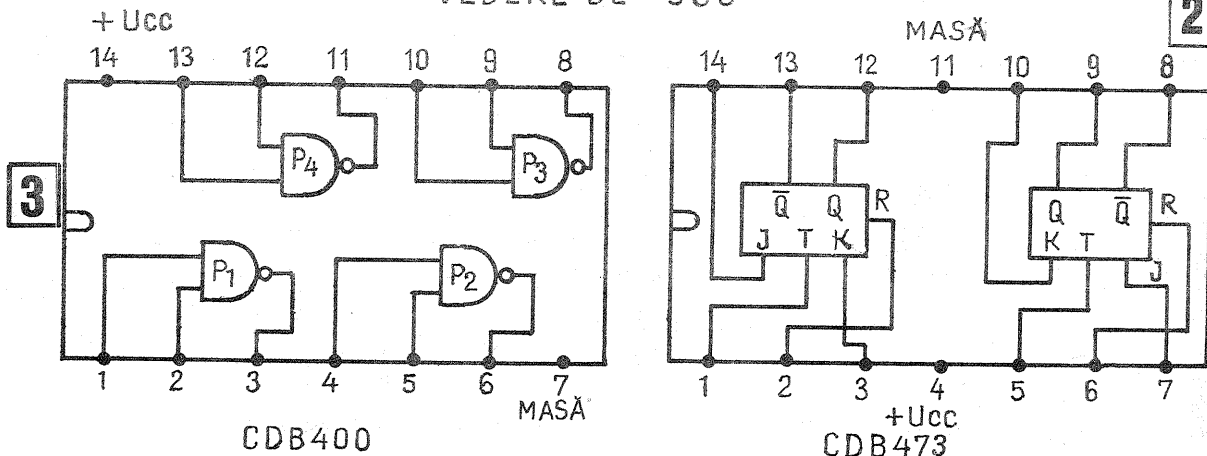 VEDERE DE SUS
+Ucc
MASĂ
2
14 13 12 11 10 9 8
14 13 12 11 10 9 8
3
P4
P3
Q̅ Q R
J T K
Q Q̅ R
K T J
P1
P2
1 2 3 4 5 6 7
1 2 3 4 5 6 7
MASĂ
+Ucc
CDB400
CDB473